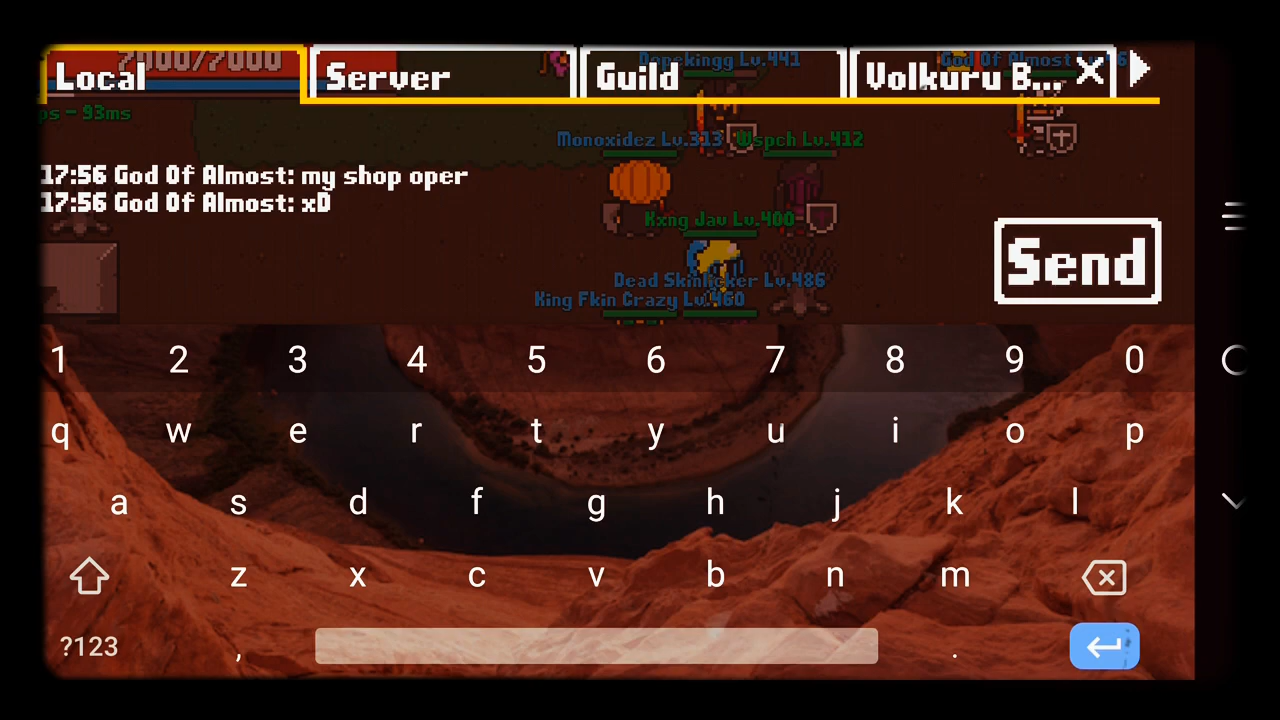 7000/7000
Local
Server
Guild
Volkuru B...
Dopekingg Lv.441
God Of Almost
ps - 93ms
Monoxidez Lv.313
Wspch Lv.412
17:56 God Of Almost: my shop oper
17:56 God Of Almost: xD
Kxng Jav Lv.400
Send
Dead Skinlicker Lv.486
King Fkin Crazy Lv.460
1 2 3 4 5 6 7 8 9 0
q w e r t y u i o p
a s d f g h j k l
z x c v b n m
?123 , .